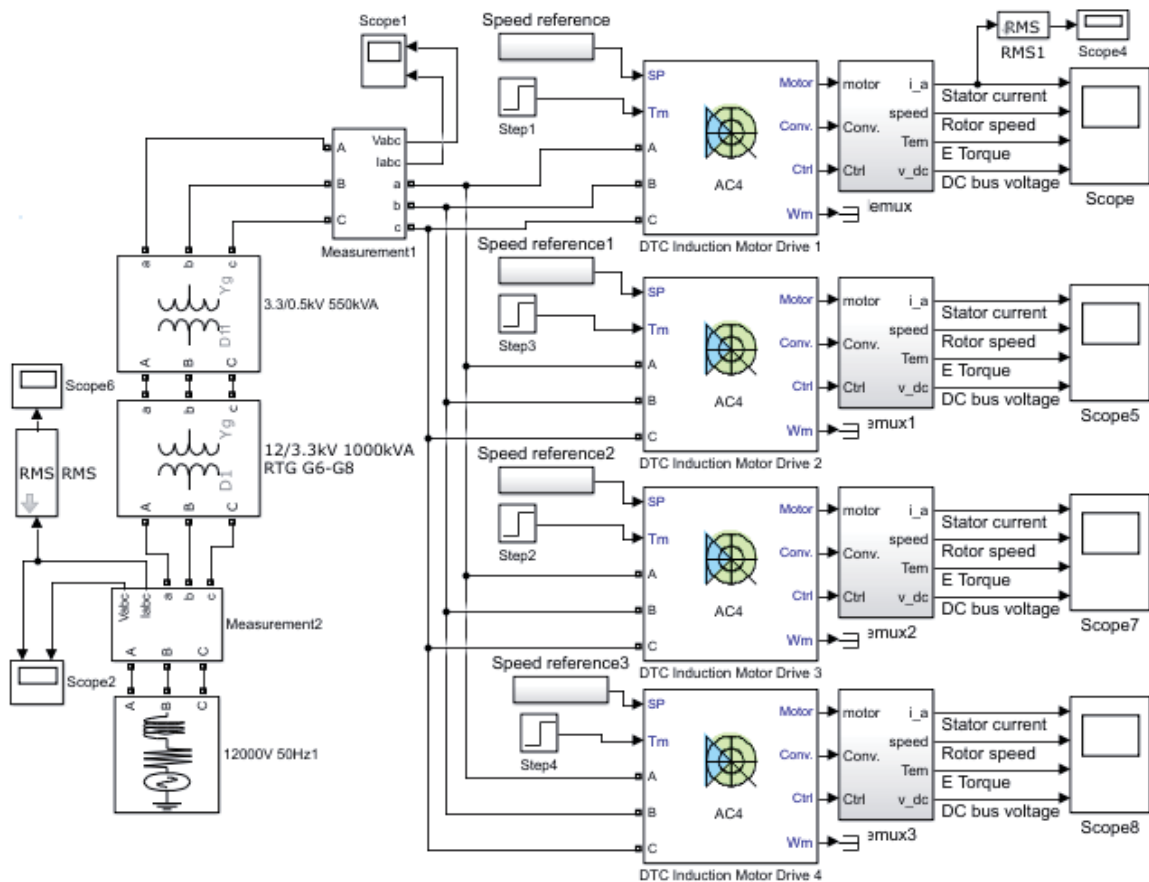 Scope1
Vabc
Iabc
A
B
C
a
b
c
Measurement1
a
b
c
Yg
D11
A
B
C
3.3/0.5kV 550kVA
a
b
c
Yg
D1
A
B
C
12/3.3kV 1000kVA
RTG G6-G8
Scope6
RMS
RMS
Vabc
Iabc
a
b
c
A
B
C
Measurement2
Scope2
A
B
C
12000V 50Hz1
Speed reference
Step1
SP
Tm
A
B
C
Motor
Conv.
Ctrl
Wm
AC4
DTC Induction Motor Drive 1
motor
Conv.
Ctrl
i_a
speed
Tem
v_dc
lemux
RMS
RMS1
Scope4
Stator current
Rotor speed
E Torque
DC bus voltage
Scope
Speed reference1
Step3
SP
Tm
A
B
C
Motor
Conv.
Ctrl
Wm
AC4
DTC Induction Motor Drive 2
motor
Conv.
Ctrl
i_a
speed
Tem
v_dc
emux1
Stator current
Rotor speed
E Torque
DC bus voltage
Scope5
Speed reference2
Step2
SP
Tm
A
B
C
Motor
Conv.
Ctrl
Wm
AC4
DTC Induction Motor Drive 3
motor
Conv.
Ctrl
i_a
speed
Tem
v_dc
emux2
Stator current
Rotor speed
E Torque
DC bus voltage
Scope7
Speed reference3
Step4
SP
Tm
A
B
C
Motor
Conv.
Ctrl
Wm
AC4
DTC Induction Motor Drive 4
motor
Conv.
Ctrl
i_a
speed
Tem
v_dc
emux3
Stator current
Rotor speed
E Torque
DC bus voltage
Scope8